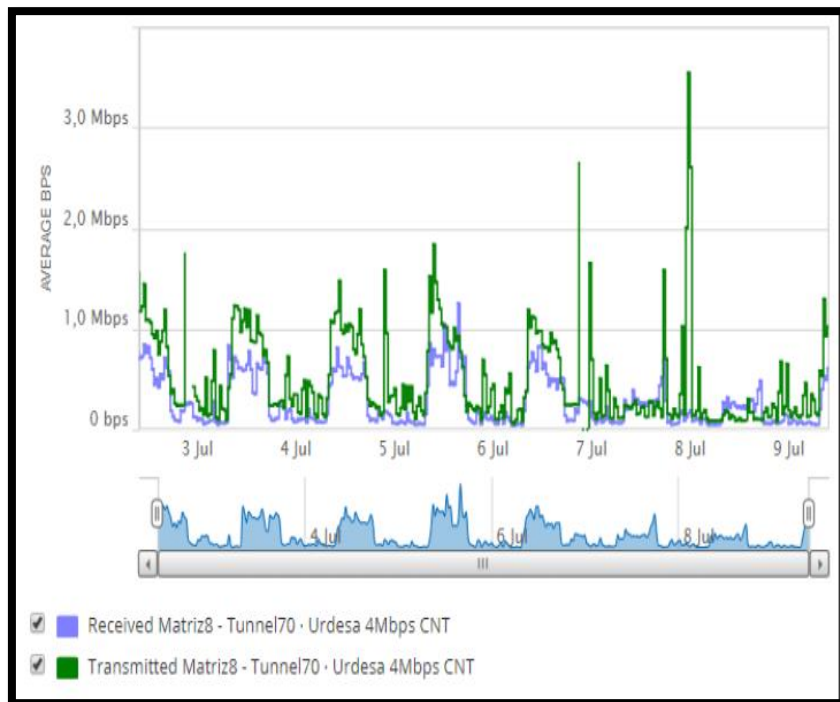 AVERAGE BPS
3,0 Mbps
2,0 Mbps
1,0 Mbps
0 bps
3 Jul 4 Jul 5 Jul 6 Jul 7 Jul 8 Jul 9 Jul
4 Jul 6 Jul 8 Jul
Received Matriz8 - Tunnel70 · Urdesa 4Mbps CNT
Transmitted Matriz8 - Tunnel70 · Urdesa 4Mbps CNT